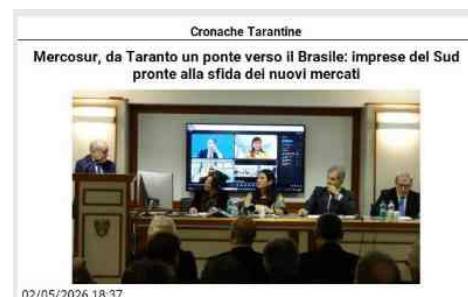 Cronache Tarantine
Mercosur, da Taranto un ponte verso il Brasile: imprese del Sud
pronte alla sfida dei nuovi mercati
02/05/2026 18:37